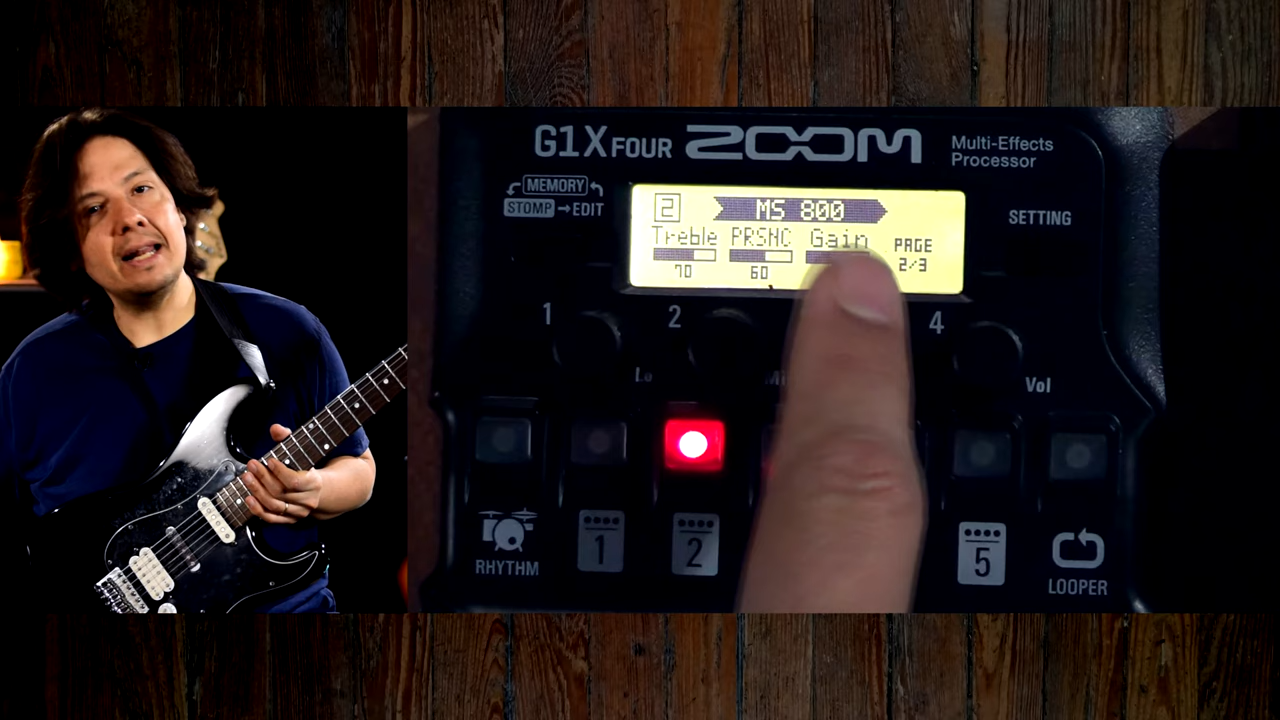 G1X FOUR ZOOM Multi-Effects Processor
MEMORY
STOMP → EDIT
SETTING
2 MS 800
Treble PRSNC Gain PAGE
70 60 2/3
1 2 4
Vol
RHYTHM 1 2 5 LOOPER